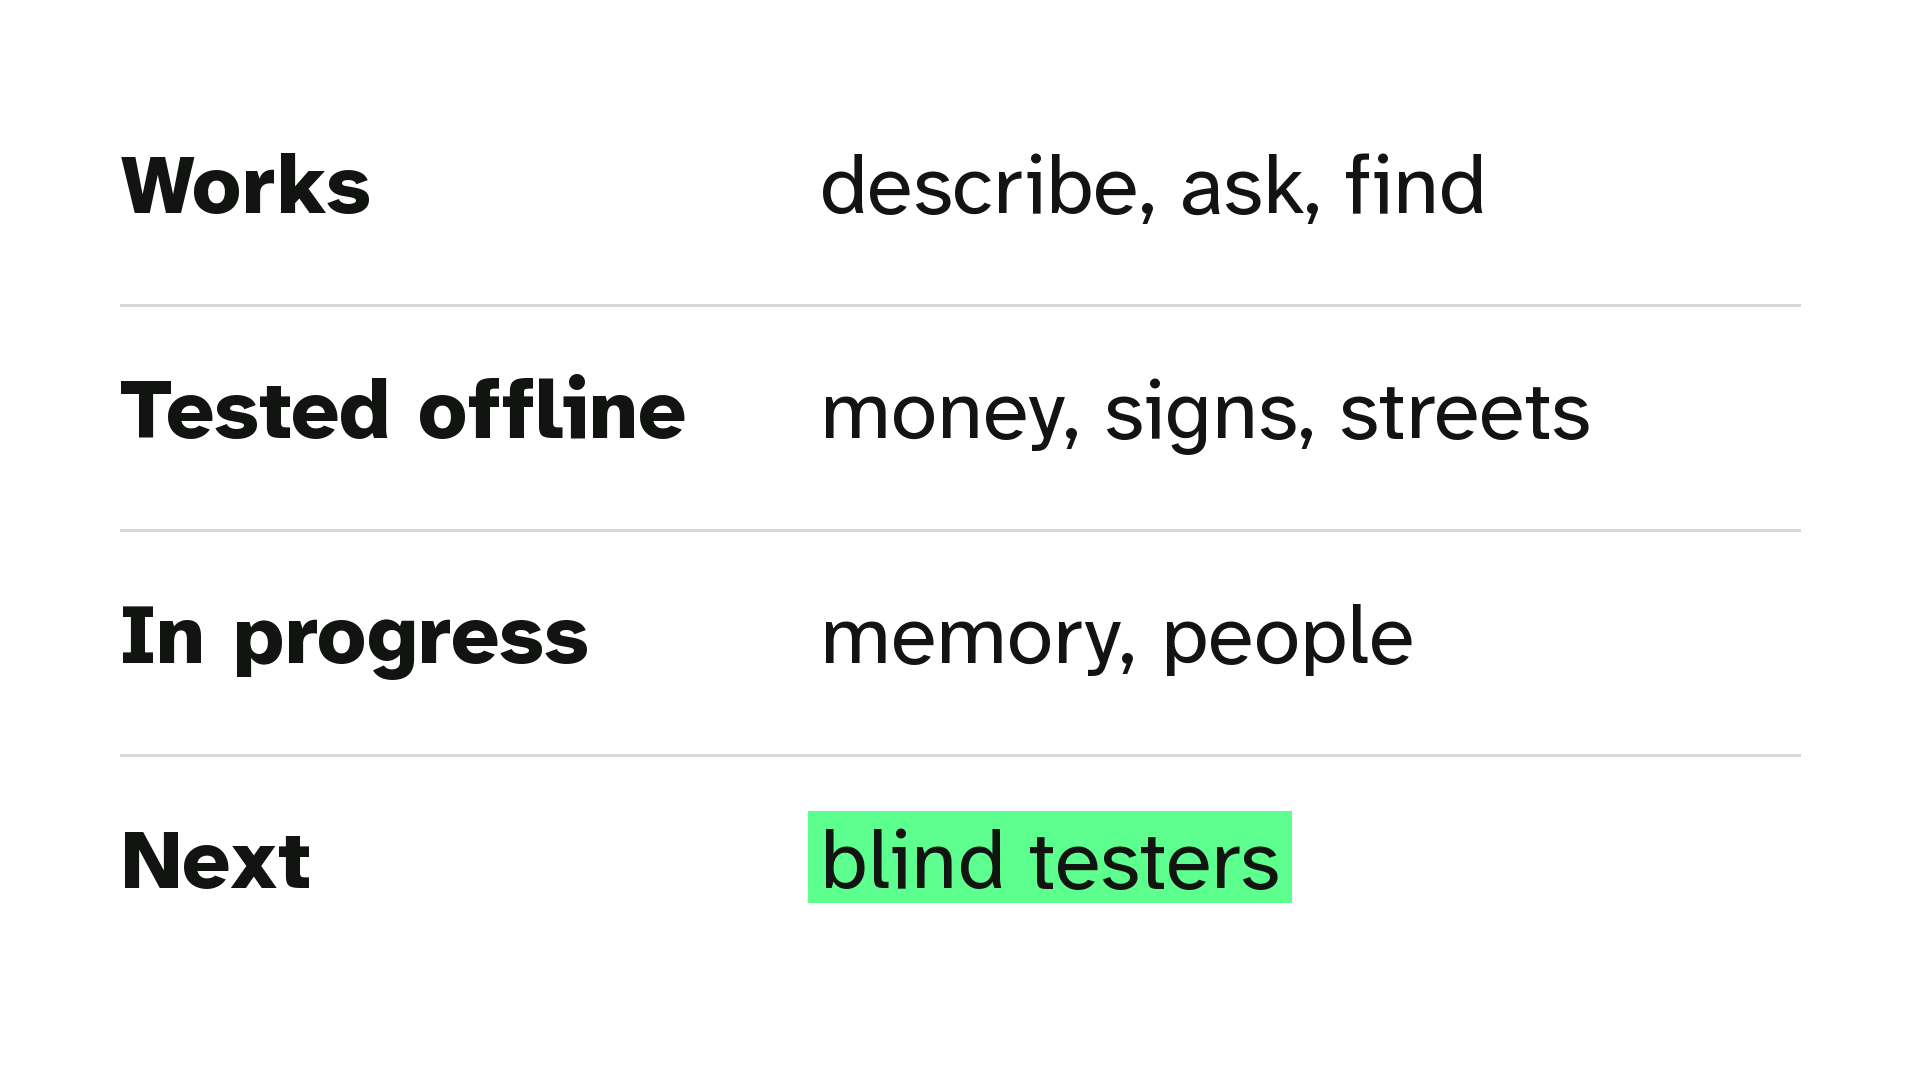 Works
describe, ask, find
Tested offline
money, signs, streets
In progress
memory, people
Next
blind testers